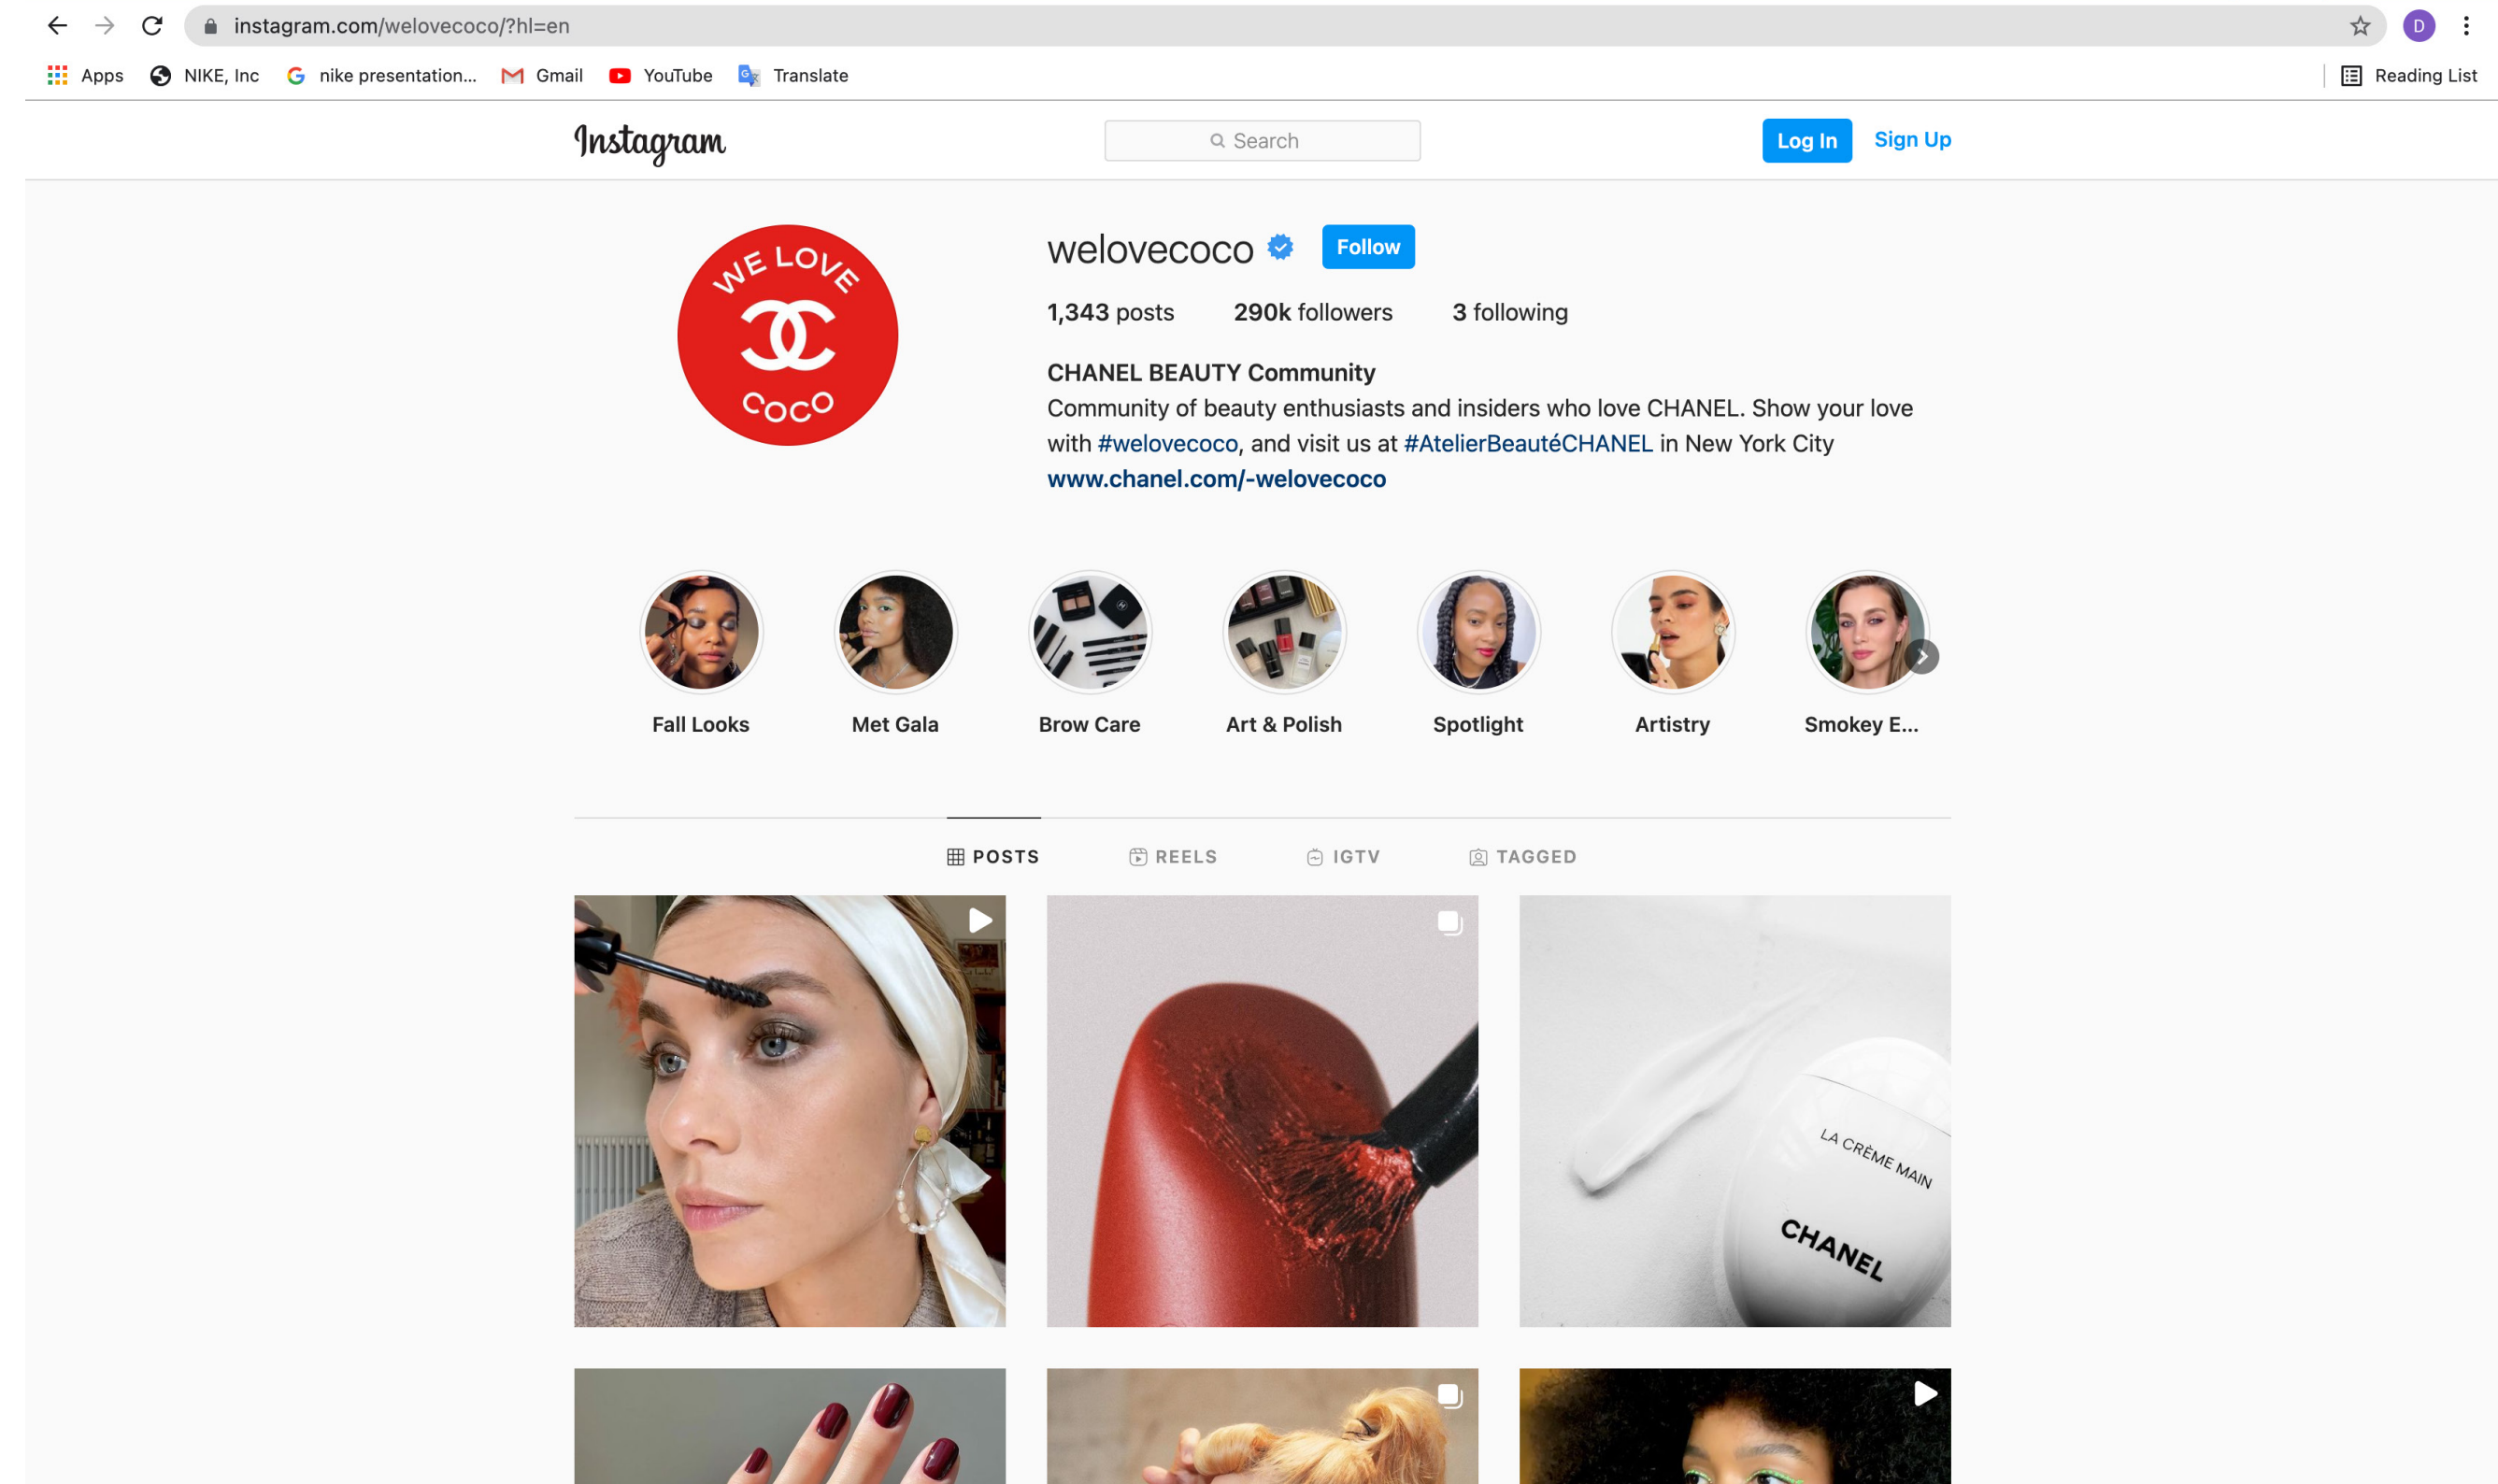 instagram.com/welovecoco/?hl=en
D
Apps NIKE, Inc nike presentation... Gmail YouTube Translate Reading List
Instagram Search Log In Sign Up
WE LOVE
COCO
welovecoco Follow
1,343 posts 290k followers 3 following
CHANEL BEAUTY Community
Community of beauty enthusiasts and insiders who love CHANEL. Show your love
with #welovecoco, and visit us at #AtelierBeautéCHANEL in New York City
www.chanel.com/-welovecoco
Fall Looks Met Gala Brow Care Art & Polish Spotlight Artistry Smokey E...
POSTS REELS IGTV TAGGED
LA CRÈME MAIN
CHANEL